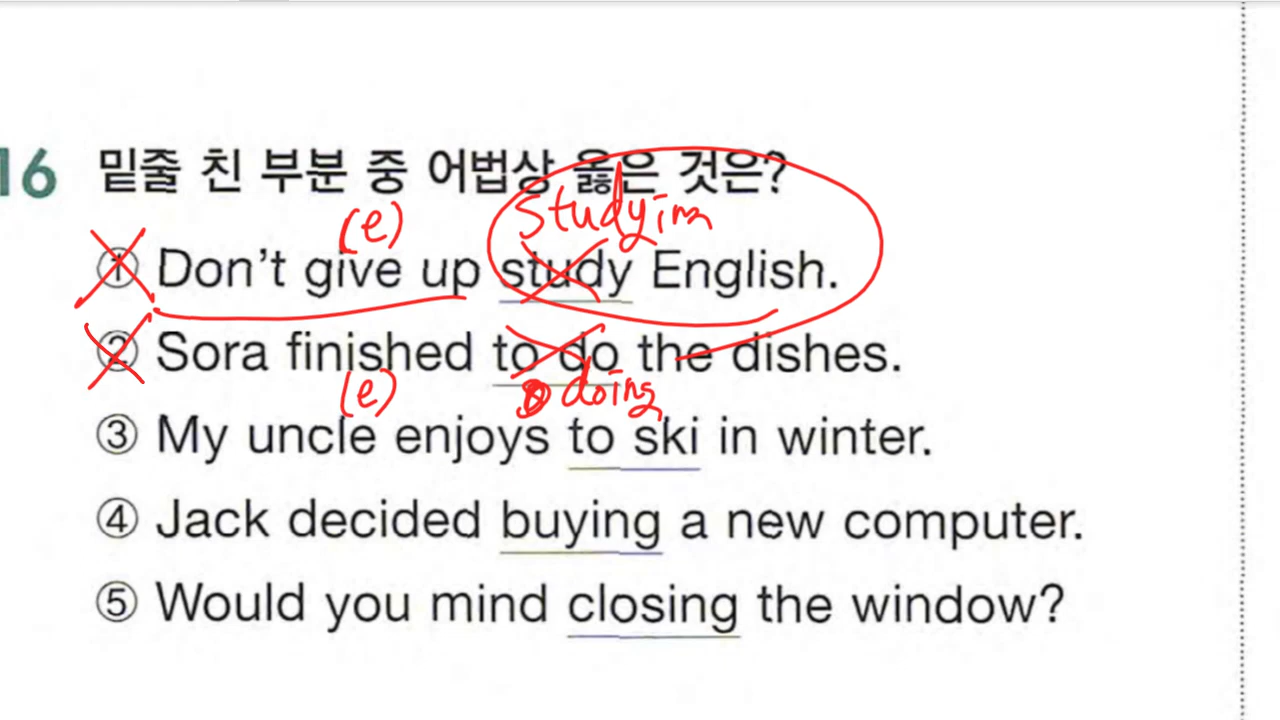 16 밑줄 친 부분 중 어법상 옳은 것은?
(e) studying
① Don't give up study English.
② Sora finished to do the dishes.
(e) doing
③ My uncle enjoys to ski in winter.
④ Jack decided buying a new computer.
⑤ Would you mind closing the window?